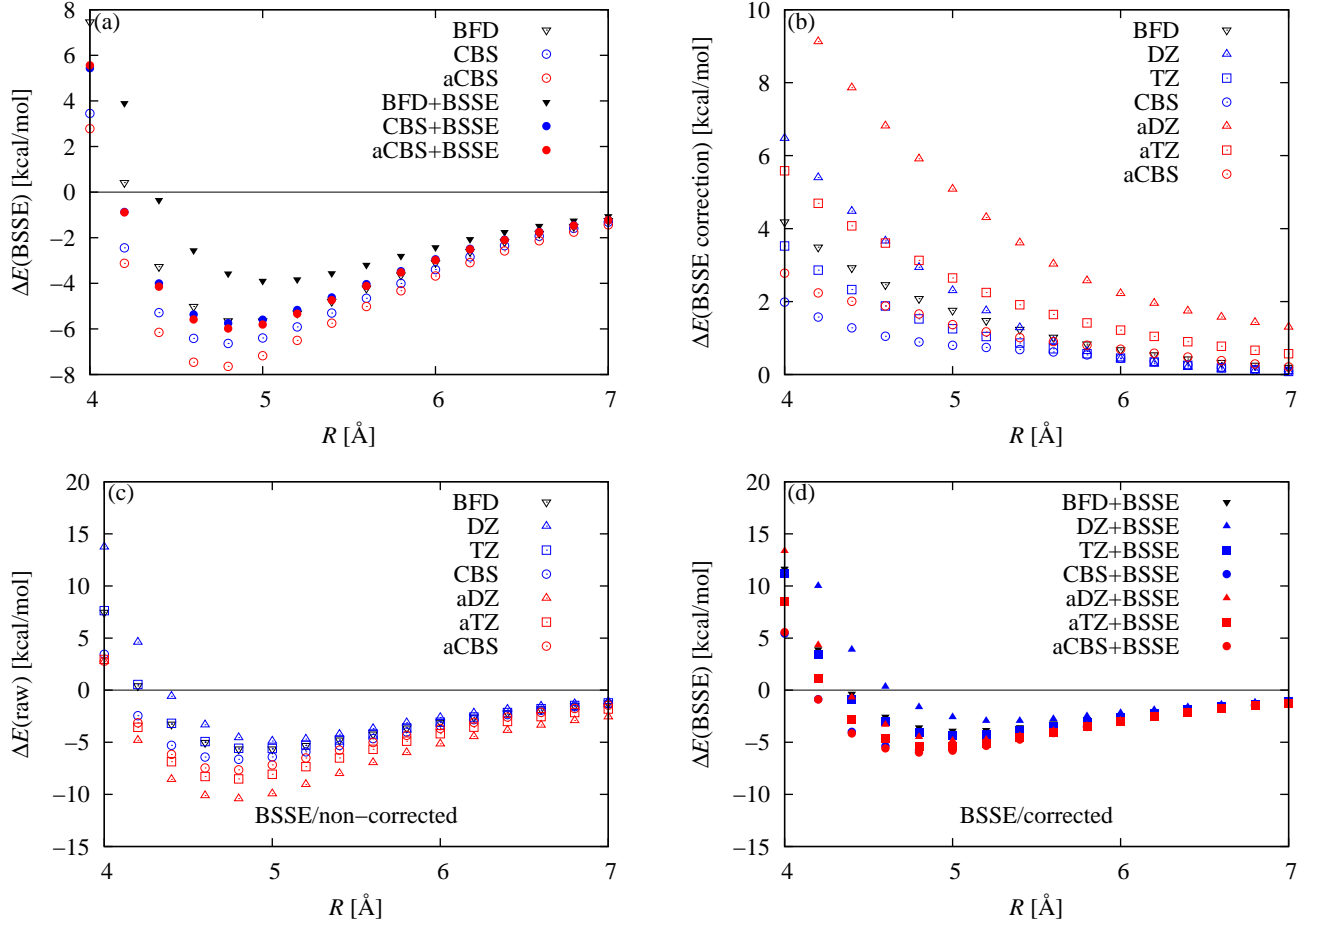 (a)
BFD
CBS
aCBS
BFD+BSSE
CBS+BSSE
aCBS+BSSE
8
6
4
2
0
−2
−4
−6
−8
ΔE(BSSE) [kcal/mol]
4 5 6 7
R [Å]
(b)
BFD
DZ
TZ
CBS
aDZ
aTZ
aCBS
10
8
6
4
2
0
ΔE(BSSE correction) [kcal/mol]
4 5 6 7
R [Å]
(c)
BFD
DZ
TZ
CBS
aDZ
aTZ
aCBS
20
15
10
5
0
−5
−10
−15
ΔE(raw) [kcal/mol]
BSSE/non−corrected
4 5 6 7
R [Å]
(d)
BFD+BSSE
DZ+BSSE
TZ+BSSE
CBS+BSSE
aDZ+BSSE
aTZ+BSSE
aCBS+BSSE
20
15
10
5
0
−5
−10
−15
ΔE(BSSE) [kcal/mol]
BSSE/corrected
4 5 6 7
R [Å]